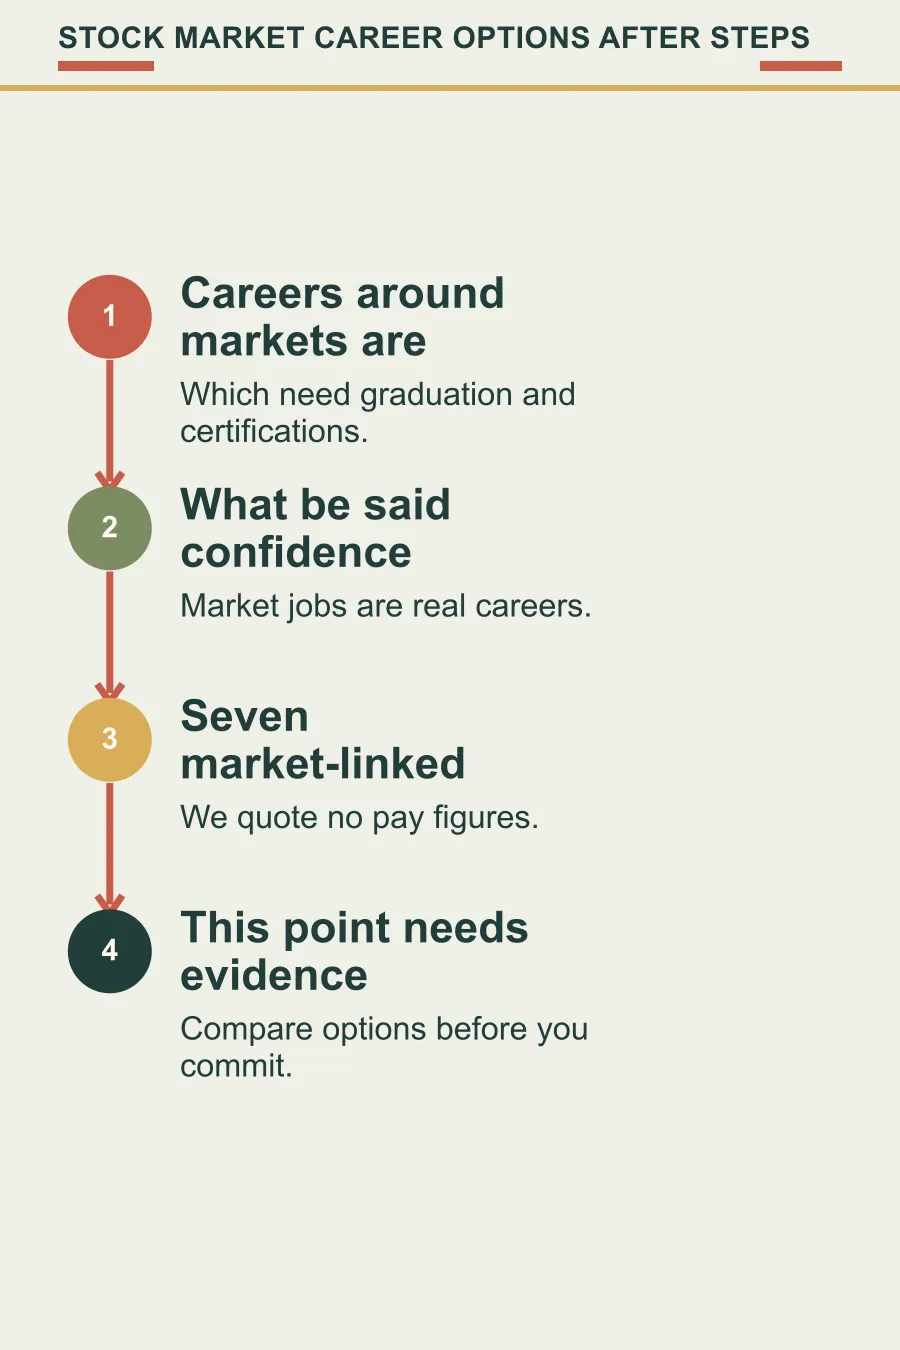 STOCK MARKET CAREER OPTIONS AFTER STEPS
1
Careers around
markets are
Which need graduation and
certifications.
2
What be said
confidence
Market jobs are real careers.
3
Seven
market-linked
We quote no pay figures.
4
This point needs
evidence
Compare options before you
commit.